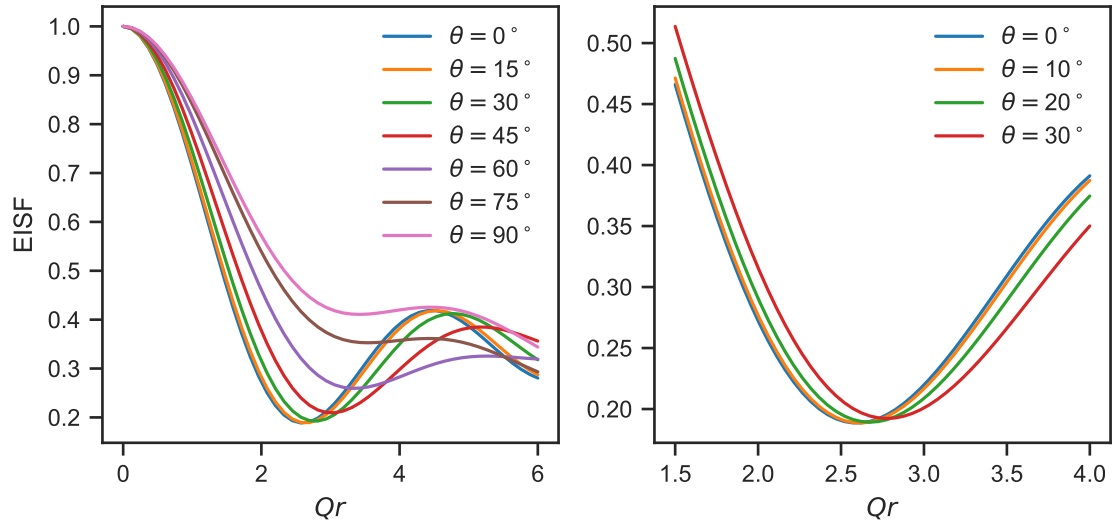 EISF
1.0
0.9
0.8
0.7
0.6
0.5
0.4
0.3
0.2
0 2 4 6
Qr
θ = 0°
θ = 15°
θ = 30°
θ = 45°
θ = 60°
θ = 75°
θ = 90°
0.50
0.45
0.40
0.35
0.30
0.25
0.20
1.5 2.0 2.5 3.0 3.5 4.0
Qr
θ = 0°
θ = 10°
θ = 20°
θ = 30°